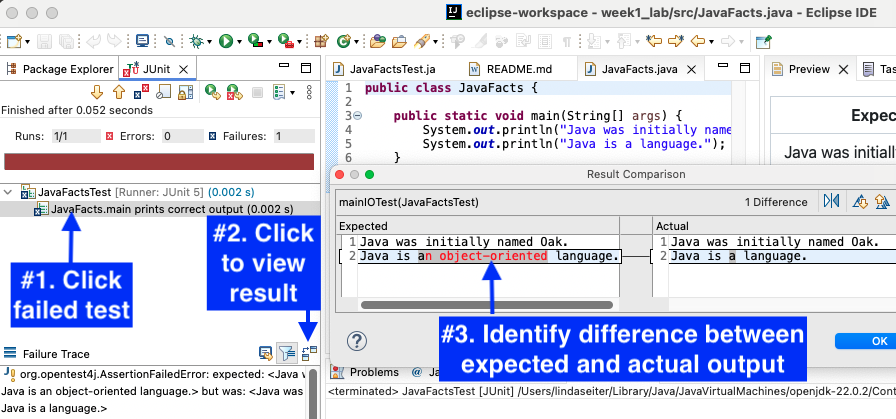 eclipse-workspace - week1_lab/src/JavaFacts.java - Eclipse IDE
Package Explorer
JUnit
Finished after 0.052 seconds
Runs: 1/1
Errors: 0
Failures: 1
JavaFactsTest [Runner: JUnit 5] (0.002 s)
JavaFacts.main prints correct output (0.002 s)
#1. Click
failed test
#2. Click
to view
result
Failure Trace
org.opentest4j.AssertionFailedError: expected: <Java w
Java is an object-oriented language.> but was: <Java was
Java is a language.>
JavaFactsTest.ja
README.md
JavaFacts.java
1 public class JavaFacts {
2
3 public static void main(String[] args) {
4 System.out.println("Java was initially name
5 System.out.println("Java is a language.");
6 }
Preview
Tas
Expec
Java was initially
Result Comparison
mainIOTest(JavaFactsTest)
1 Difference
Expected
1 Java was initially named Oak.
2 Java is an object-oriented language.
Actual
1 Java was initially named Oak.
2 Java is a language.
#3. Identify difference between
expected and actual output
?
OK
Problems
Javadoc
<terminated> JavaFactsTest [JUnit] /Users/lindaseiter/Library/Java/JavaVirtualMachines/openjdk-22.0.2/Cont